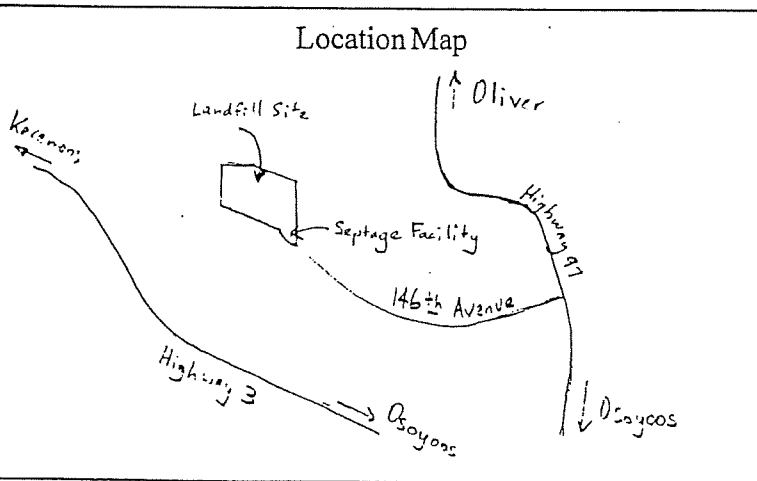 Location Map
Oliver
Landfill Site
Keremeos
Highway 97
Septage Facility
146th Avenue
Highway 3
Osoyoos
Osoyoos